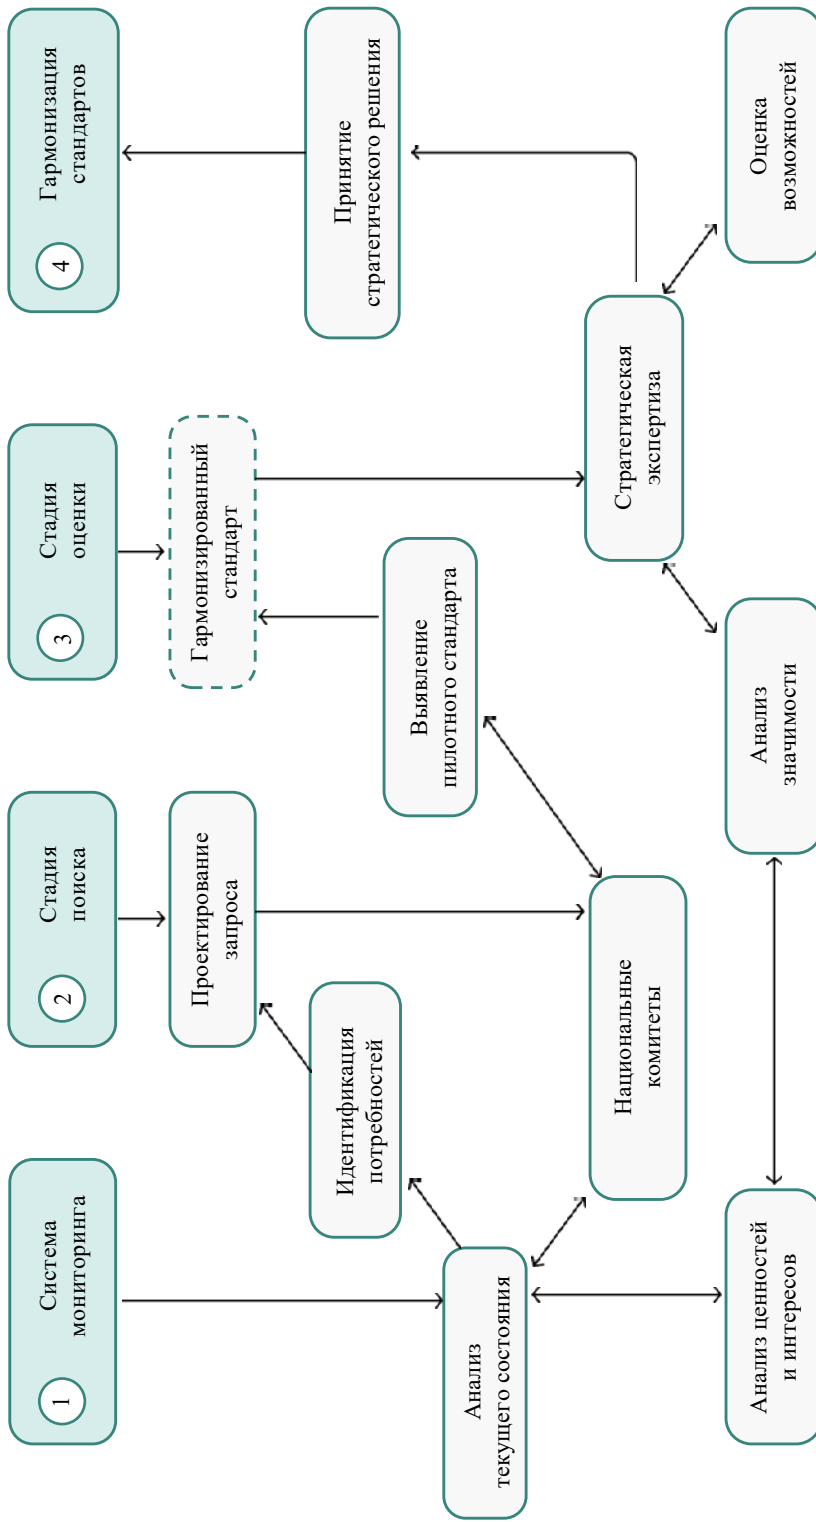 1
Система
мониторинга
2
Стадия
поиска
3
Стадия
оценки
4
Гармонизация
стандартов
Проектирование
запроса
Гармонизированный
стандарт
Идентификация
потребностей
Принятие
стратегического решения
Выявление
пилотного стандарта
Анализ
текущего состояния
Национальные
комитеты
Стратегическая
экспертиза
Анализ ценностей
и интересов
Анализ
значимости
Оценка
возможностей